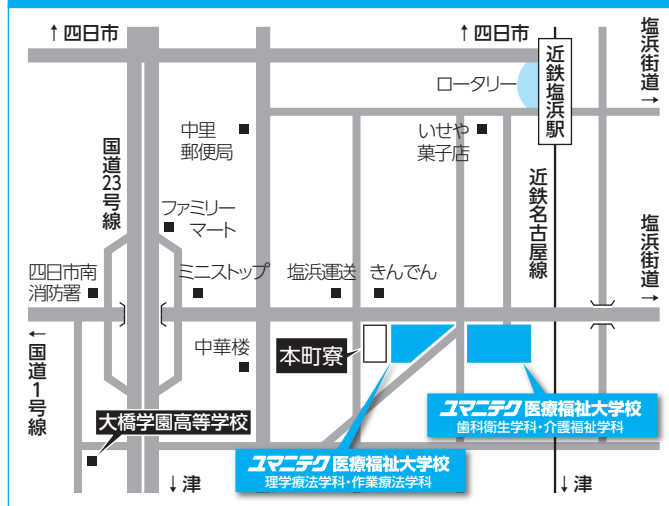 ↑四日市
↑四日市
塩浜街道→
近鉄塩浜駅
ロータリー
中里
郵便局
いせや
菓子店
国道23号線
近鉄名古屋線
ファミリー
マート
塩浜街道→
四日市南
消防署
ミニストップ
塩浜運送
きんでん
←国道1号線
中華楼
本町寮
ユマニテク医療福祉大学校
歯科衛生学科・介護福祉学科
大橋学園高等学校
ユマニテク医療福祉大学校
理学療法学科・作業療法学科
↓津
↓津